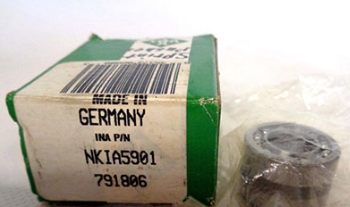 MADE IN
GERMANY
INA P/N
NKIA5901
791806